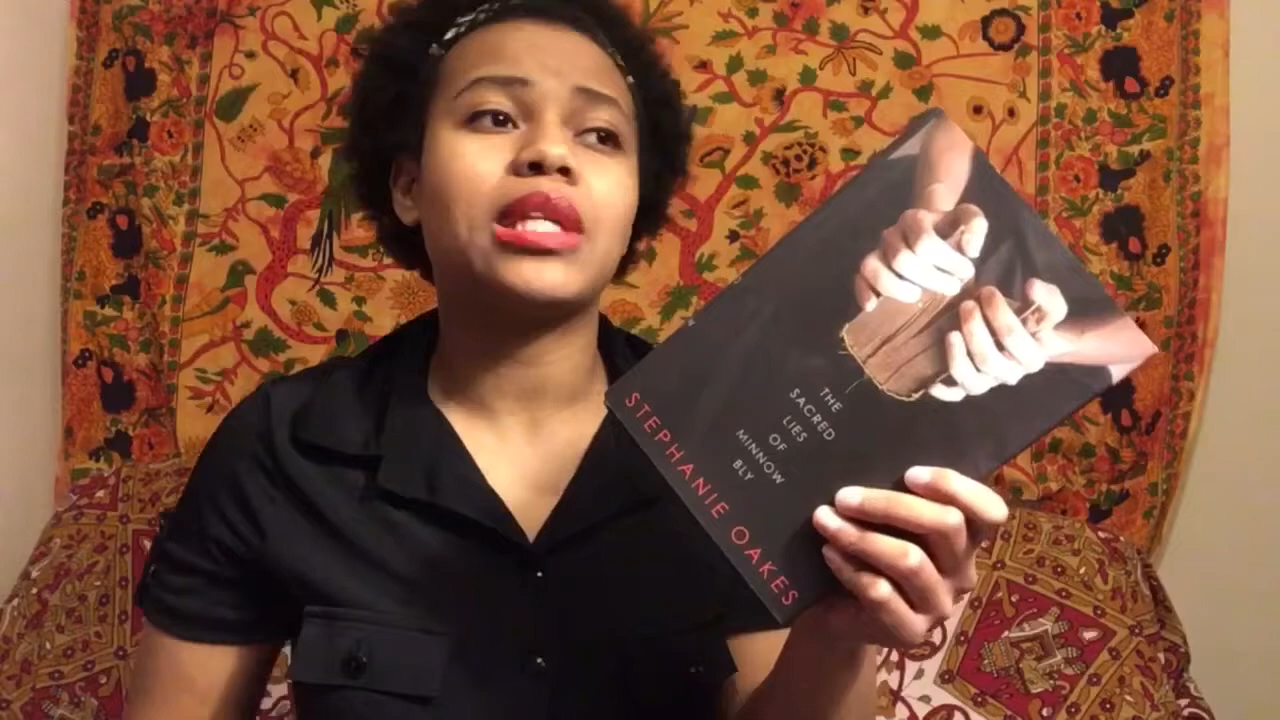 THE
SACRED
LIES
OF
MINNOW
BLY
STEPHANIE OAKES